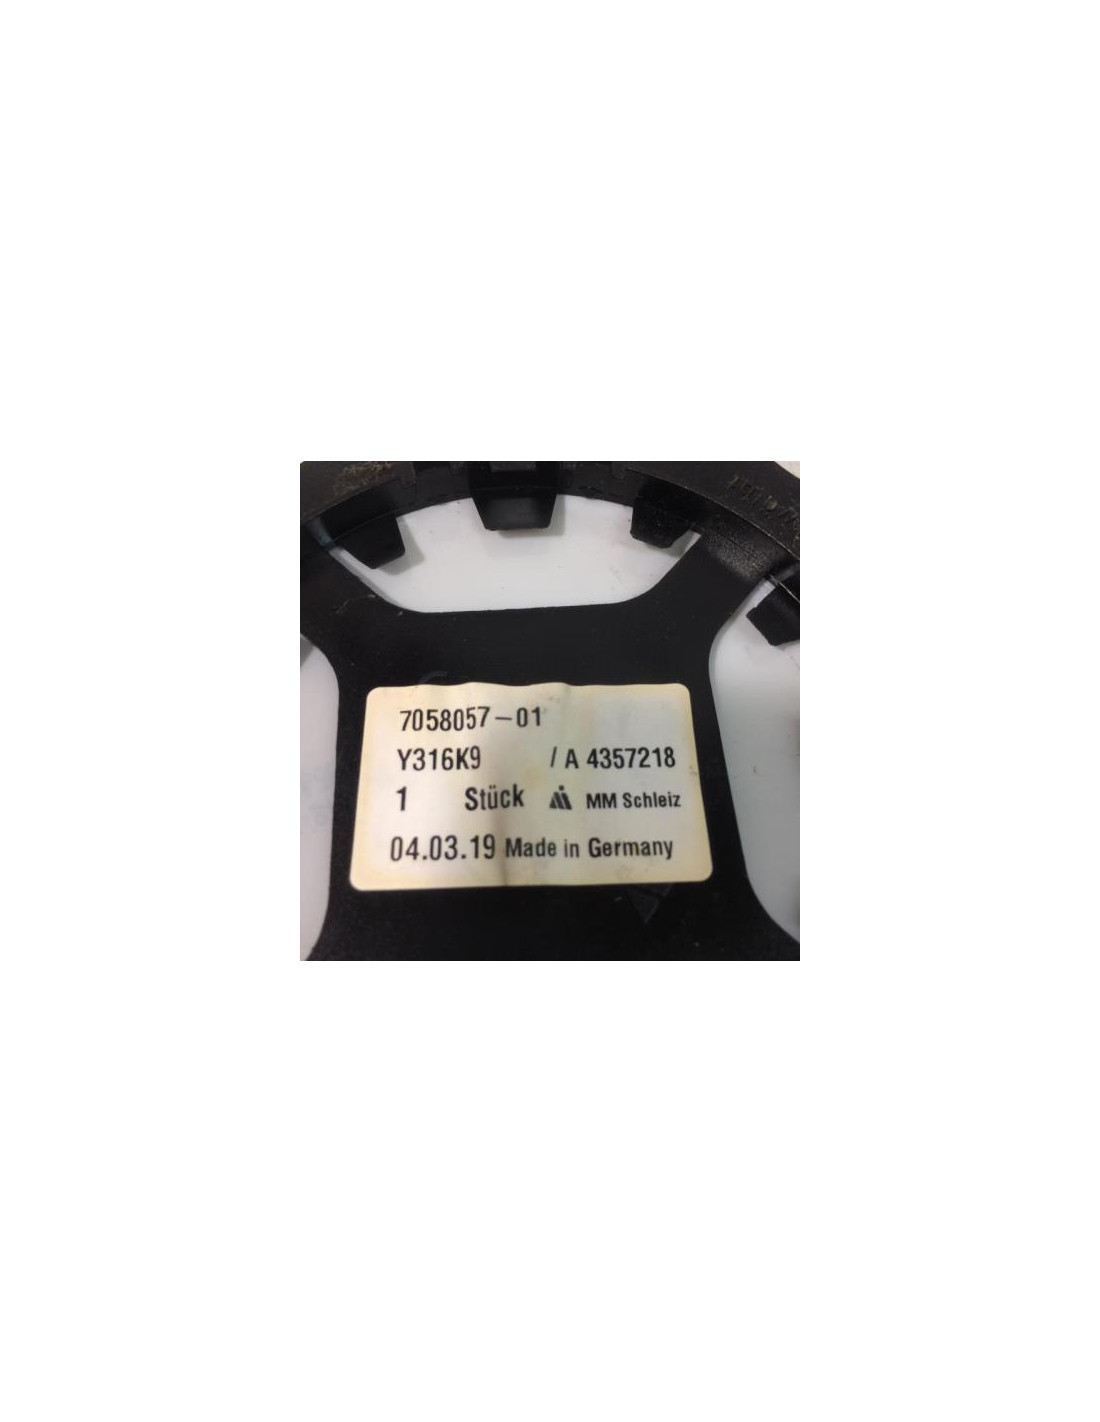 7058057-01
Y316K9 / A 4357218
1 Stück MM Schleiz
04.03.19 Made in Germany